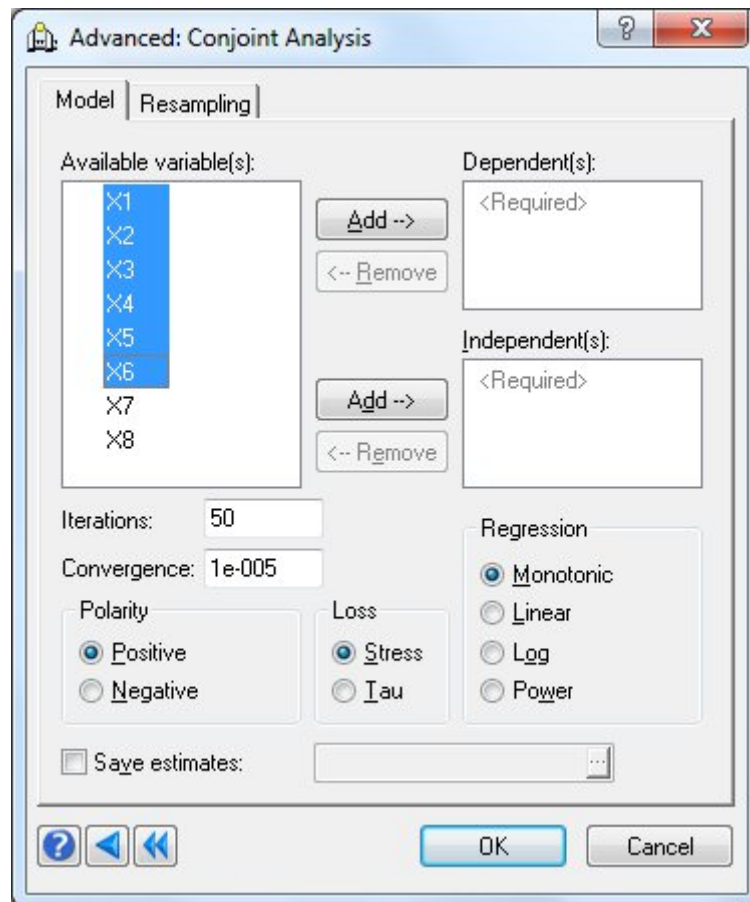 Advanced: Conjoint Analysis
Model
Resampling
Available variable(s):
X1
X2
X3
X4
X5
X6
X7
X8
Add -->
<-- Remove
Add -->
<-- Remove
Dependent(s):
<Required>
Independent(s):
<Required>
Iterations: 50
Convergence: 1e-005
Polarity
Positive
Negative
Loss
Stress
Tau
Regression
Monotonic
Linear
Log
Power
Save estimates:
...
OK
Cancel